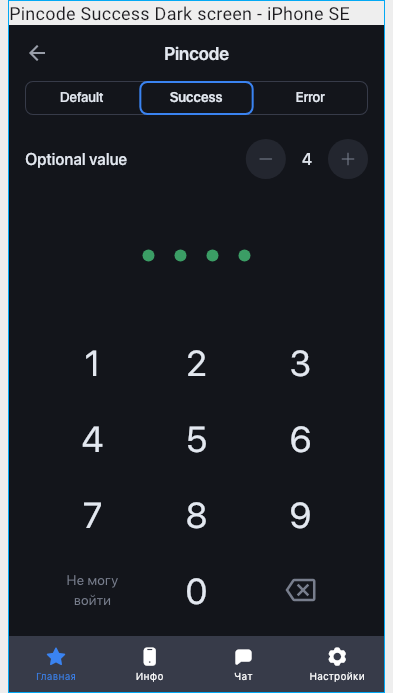 Pincode Success Dark screen - iPhone SE
Pincode
Default Success Error
Optional value 4
1 2 3
4 5 6
7 8 9
Не могу
войти
0
Главная Инфо Чат Настройки